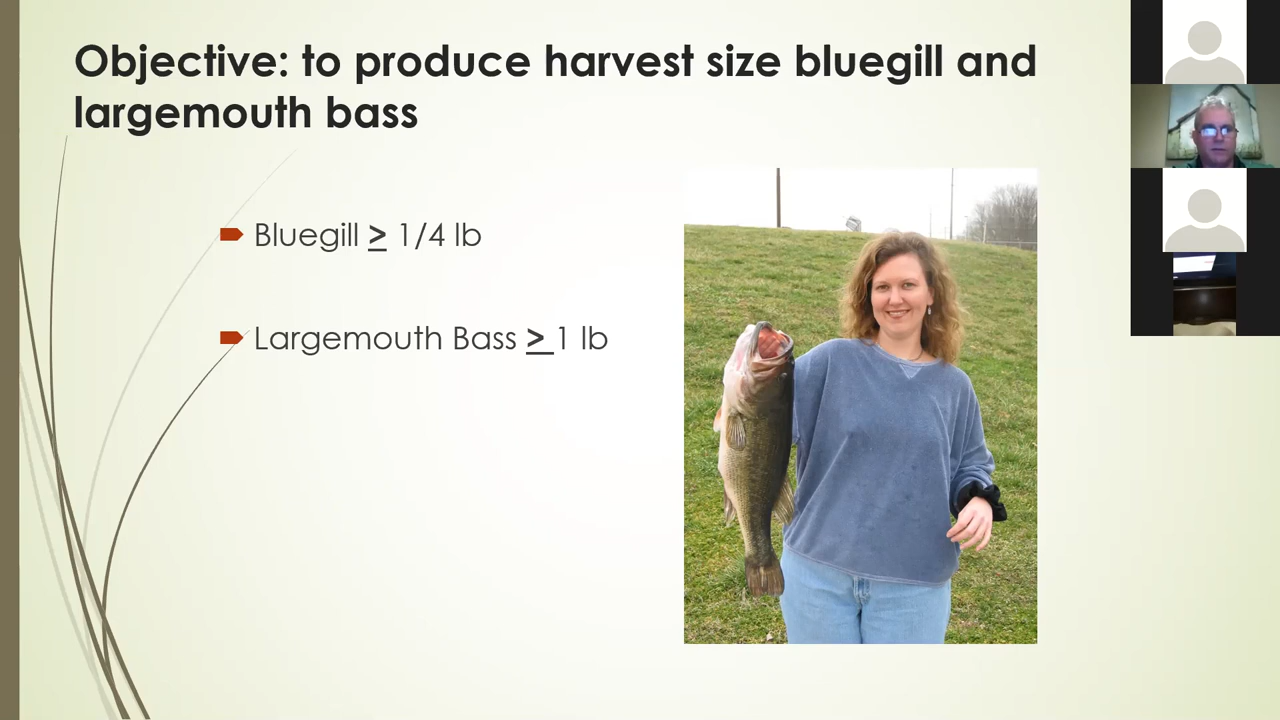 Objective: to produce harvest size bluegill and
largemouth bass
Bluegill ≥ 1/4 lb
Largemouth Bass ≥ 1 lb